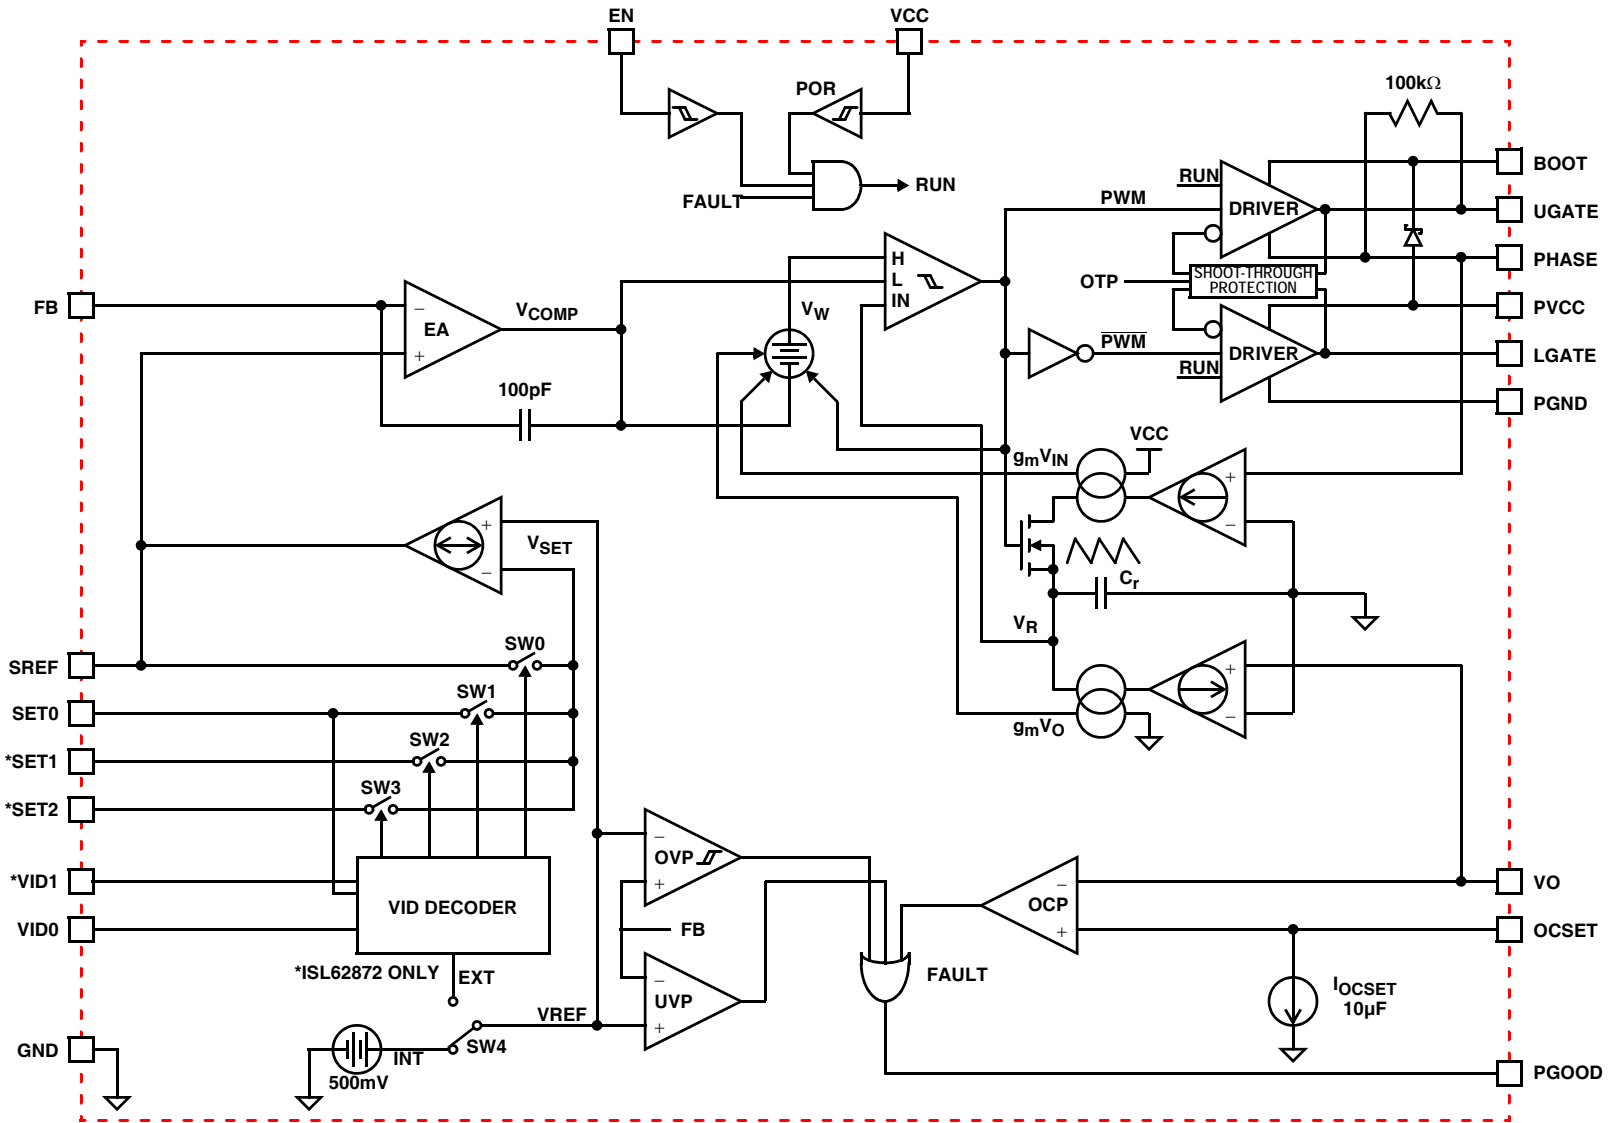 EN
VCC
POR
100kΩ
BOOT
RUN
RUN
FAULT
PWM
DRIVER
UGATE
H
L
IN
PHASE
OTP
SHOOT-THROUGH
PROTECTION
FB
−
EA
+
VCOMP
VW
PVCC
PWM
DRIVER
RUN
LGATE
100pF
PGND
gmVIN
VCC
+
−
+
−
VSET
Cr
VR
SREF
SW0
+
−
SET0
SW1
gmVO
*SET1
SW2
*SET2
SW3
−
OVP
+
*VID1
VID DECODER
VID0
FB
−
OCP
+
VO
OCSET
*ISL62872 ONLY
EXT
−
UVP
+
FAULT
IOCSET
10µF
VREF
SW4
GND
INT
500mV
PGOOD